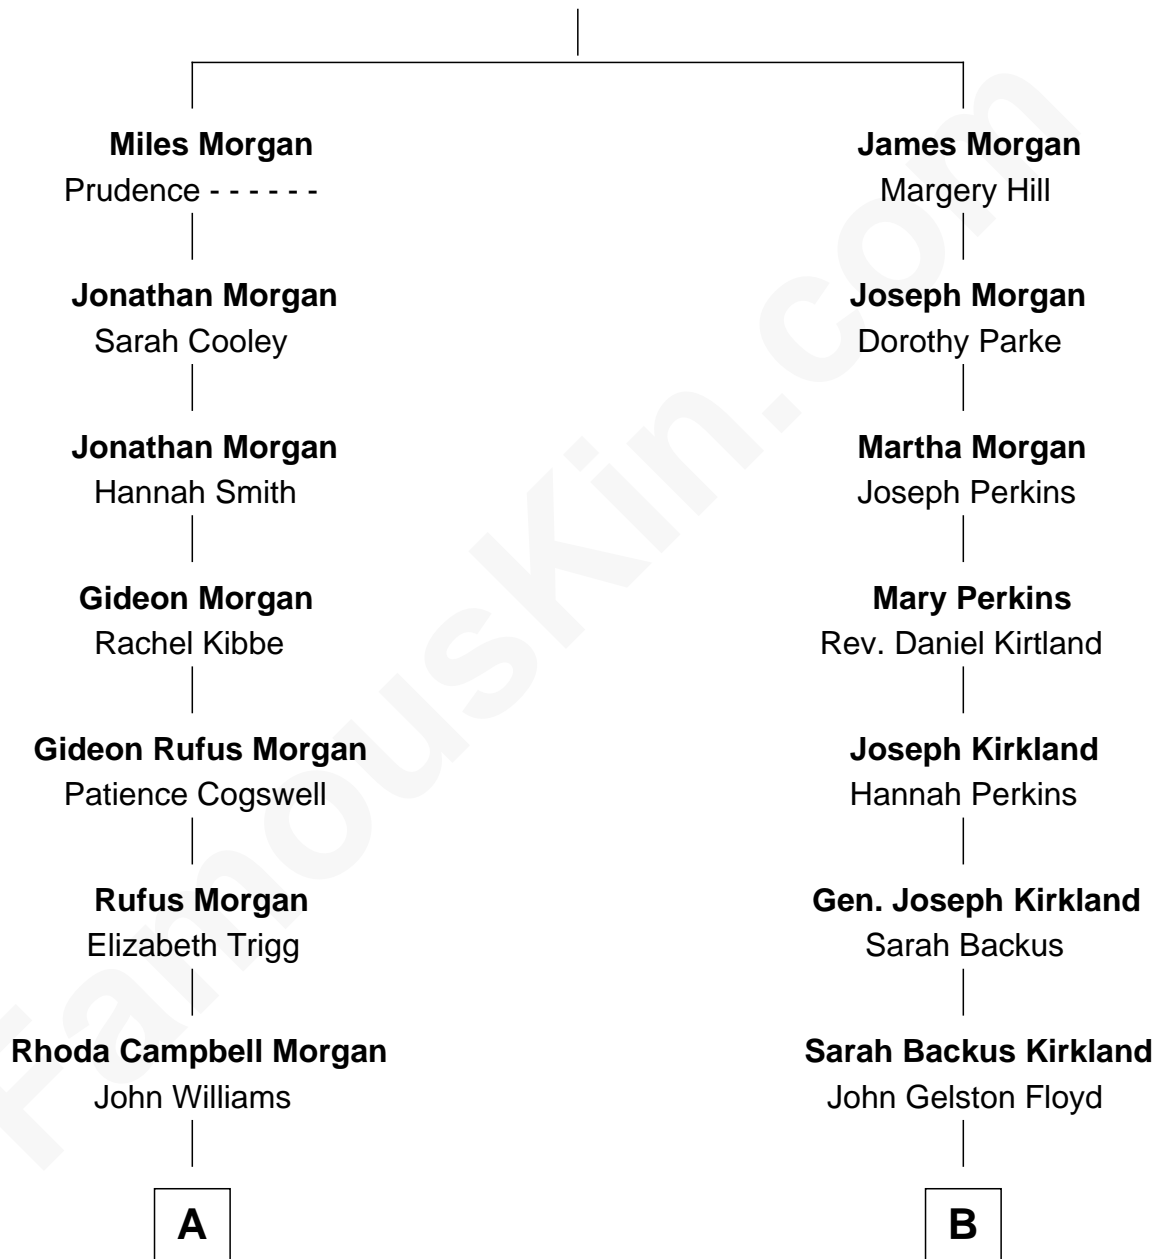 Miles Morgan
Prudence - - - - - -
Jonathan Morgan
Sarah Cooley
Jonathan Morgan
Hannah Smith
Gideon Morgan
Rachel Kibbe
Gideon Rufus Morgan
Patience Cogswell
Rufus Morgan
Elizabeth Trigg
Rhoda Campbell Morgan
John Williams
A
James Morgan
Margery Hill
Joseph Morgan
Dorothy Parke
Martha Morgan
Joseph Perkins
Mary Perkins
Rev. Daniel Kirtland
Joseph Kirkland
Hannah Perkins
Gen. Joseph Kirkland
Sarah Backus
Sarah Backus Kirkland
John Gelston Floyd
B
FamousKin.com